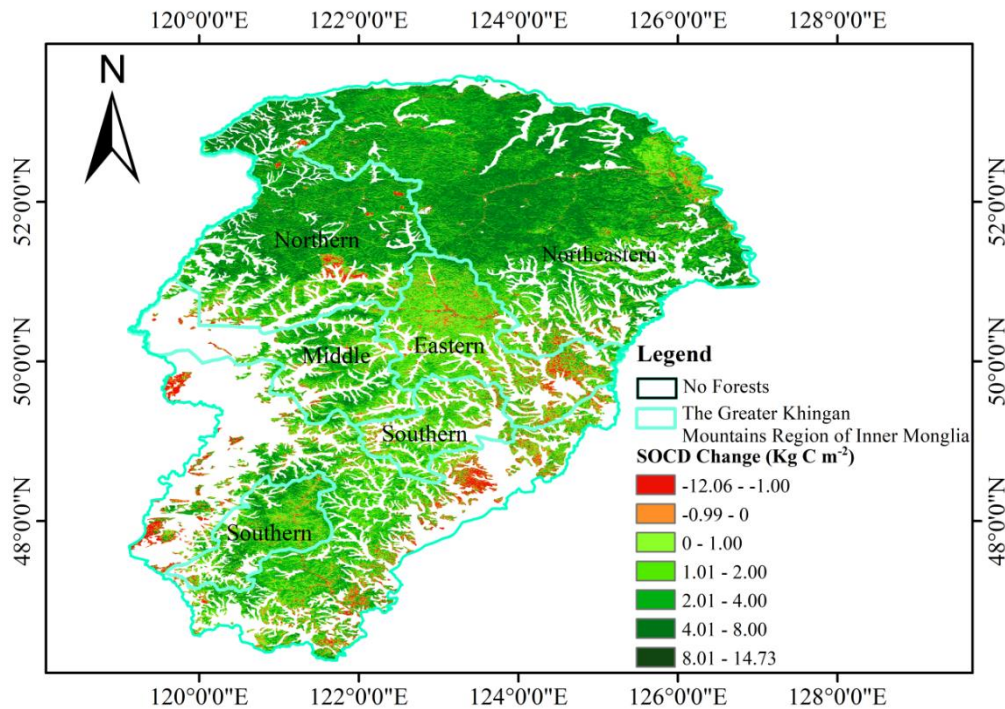 120°0'0"E 122°0'0"E 124°0'0"E 126°0'0"E 128°0'0"E
N
52°0'0"N 52°0'0"N
Northern
Northeastern
50°0'0"N 50°0'0"N
Middle
Eastern
Legend
No Forests
The Greater Khingan
Mountains Region of Inner Monglia
Southern
SOCD Change (Kg C m⁻²)
-12.06 - -1.00
-0.99 - 0
48°0'0"N 48°0'0"N
Southern
0 - 1.00
1.01 - 2.00
2.01 - 4.00
4.01 - 8.00
8.01 - 14.73
120°0'0"E 122°0'0"E 124°0'0"E 126°0'0"E 128°0'0"E